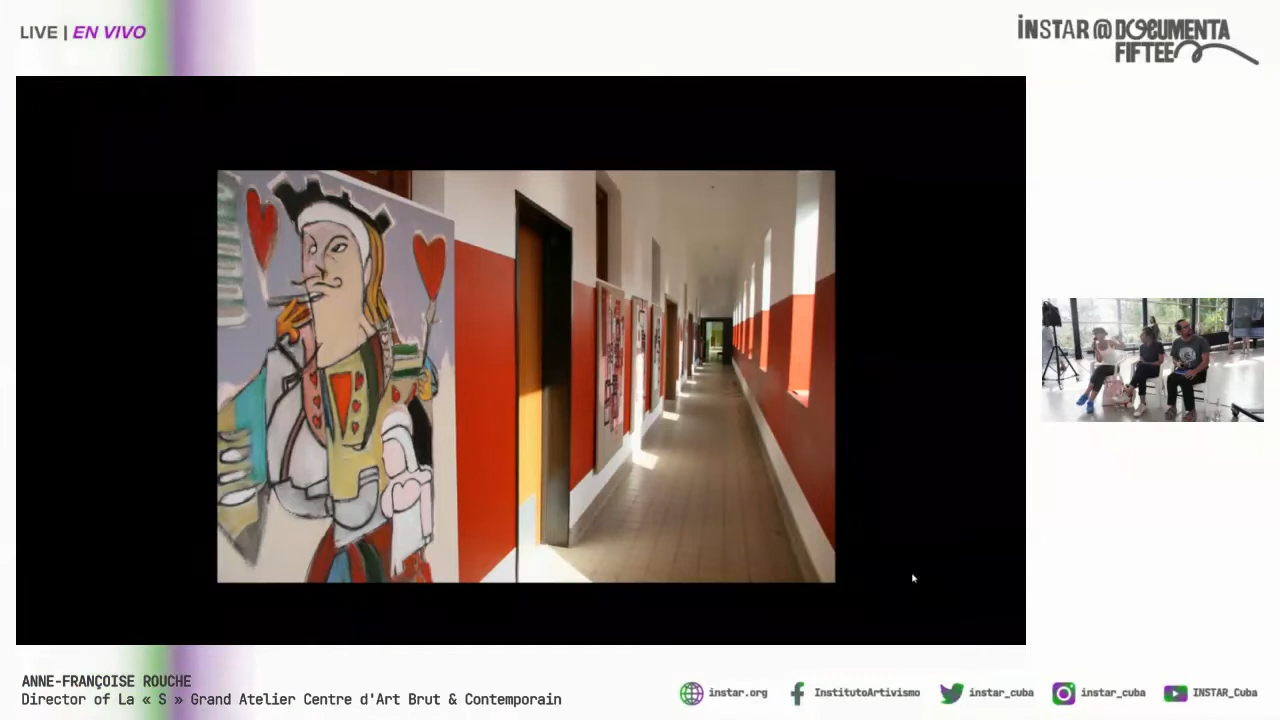 LIVE | EN VIVO
INSTAR @ DOCUMENTA
FIFTEEN
ANNE-FRANÇOISE ROUCHE
Director of La « S » Grand Atelier Centre d'Art Brut & Contemporain
instar.org
InstitutoArtivismo
instar_cuba
instar_cuba
INSTAR_Cuba